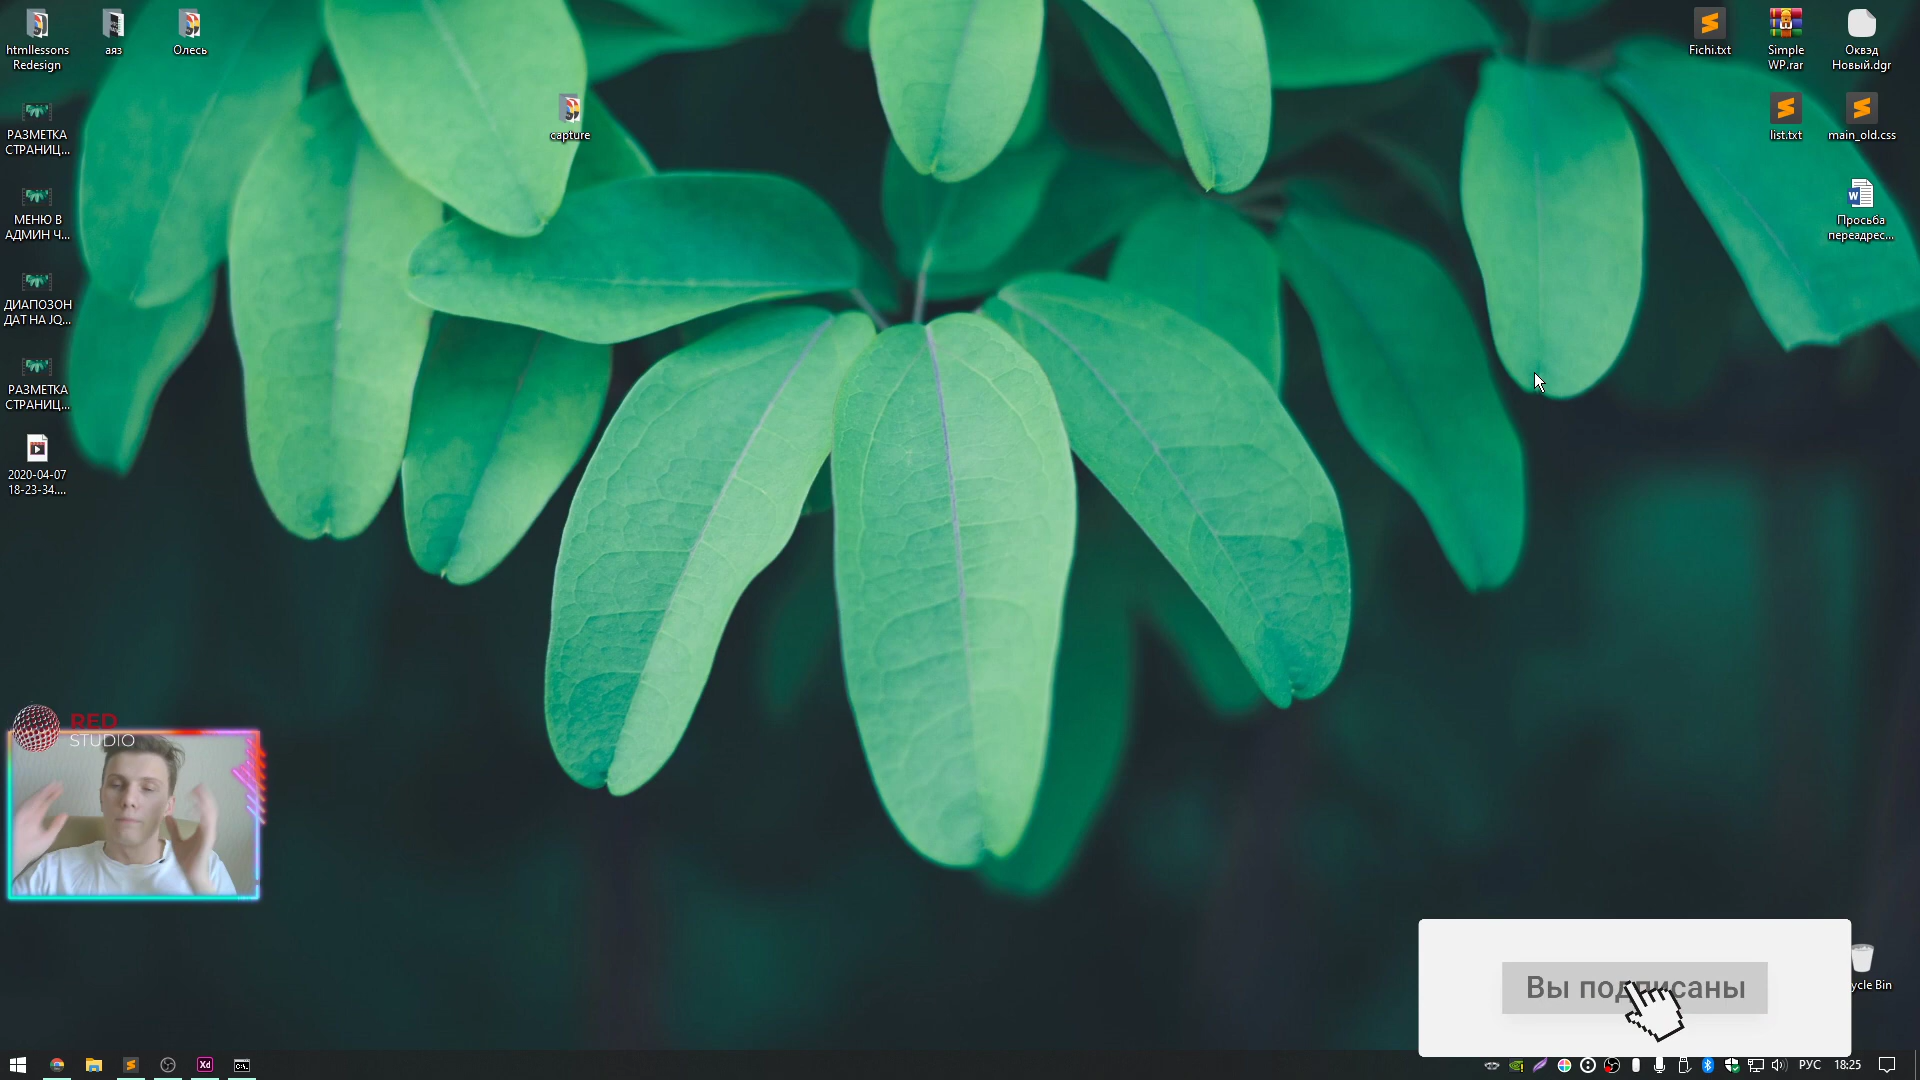 htmllessons
Redesign
аяз
Олесь
capture
РАЗМЕТКА
СТРАНИЦ...
МЕНЮ В
АДМИН Ч...
ДИАПОЗОН
ДАТ НА JQ...
РАЗМЕТКА
СТРАНИЦ...
2020-04-07
18-23-34....
Fichi.txt
Simple
WP.rar
Оквэд
Новый.dgr
list.txt
main_old.css
Просьба
переадрес...
RED
STUDIO
Вы подписаны
ycle Bin
Xd
C:\.
РУС
18:25